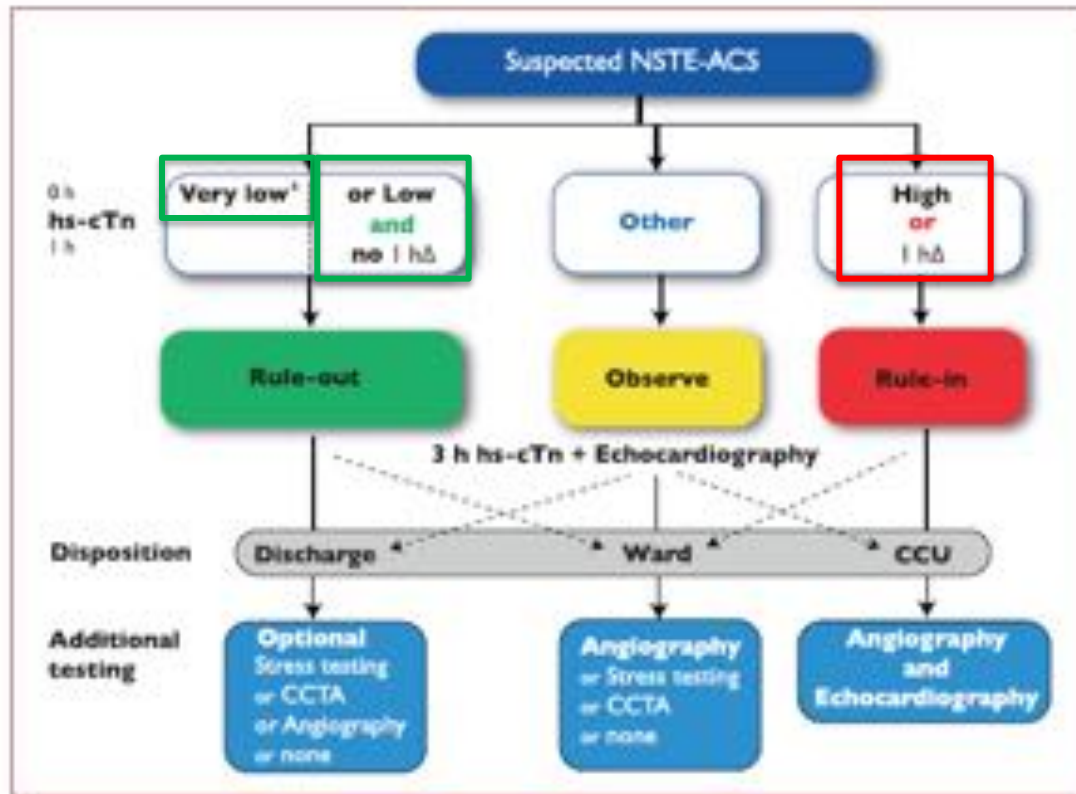 Suspected NSTE-ACS
0 h
hs-cTn
1 h
Very low
or Low
and
no 1 hΔ
Other
High
or
1 hΔ
Rule-out
Observe
Rule-in
3 h hs-cTn + Echocardiography
Disposition
Discharge
Ward
CCU
Additional
testing
Optional
Stress testing
or CCTA
or Angiography
or none
Angiography
or Stress testing
or CCTA
or none
Angiography
and
Echocardiography